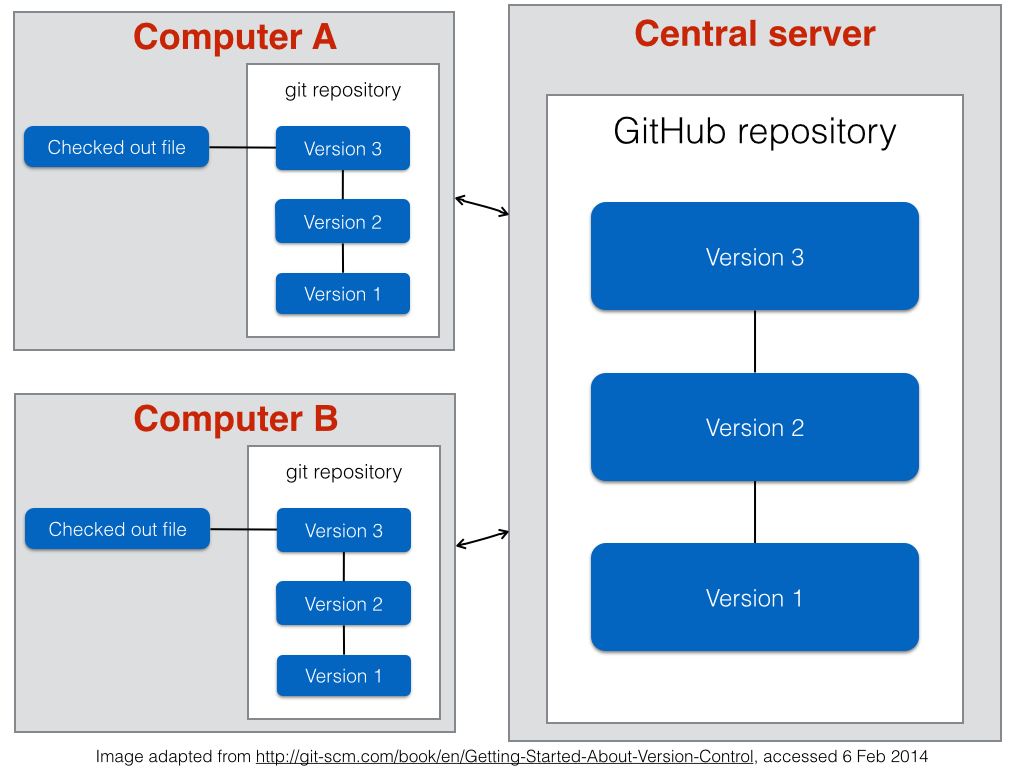 Computer A
git repository
Checked out file
Version 3
Version 2
Version 1
Computer B
git repository
Checked out file
Version 3
Version 2
Version 1
Central server
GitHub repository
Version 3
Version 2
Version 1
Image adapted from http://git-scm.com/book/en/Getting-Started-About-Version-Control, accessed 6 Feb 2014